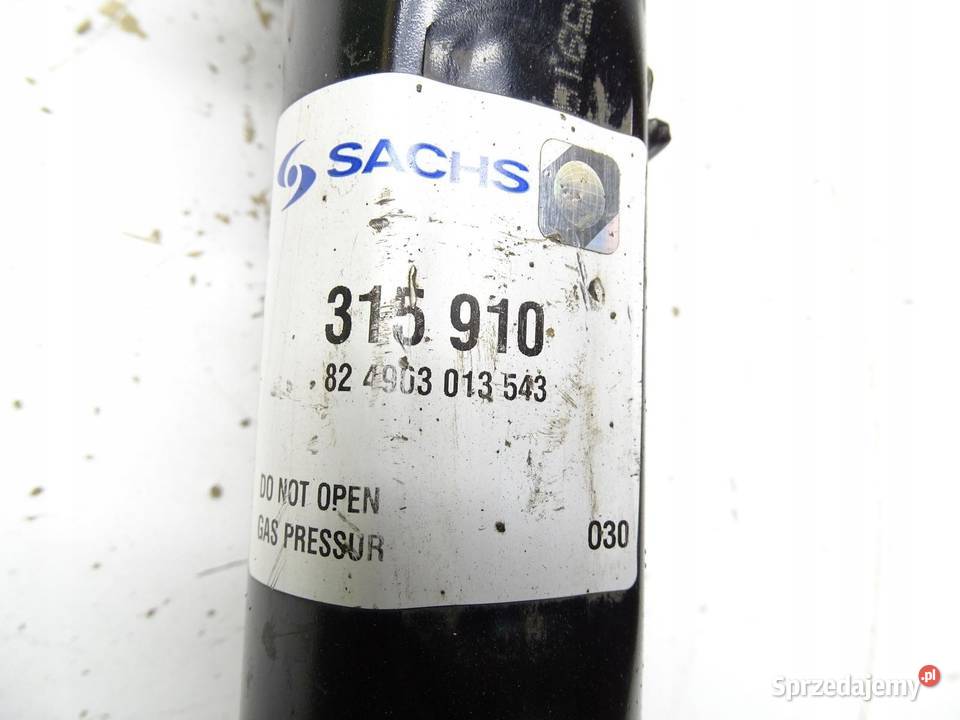 SACHS
315 910
82 4903 013 543
DO NOT OPEN
GAS PRESSUR
030
Sprzedajemy.pl